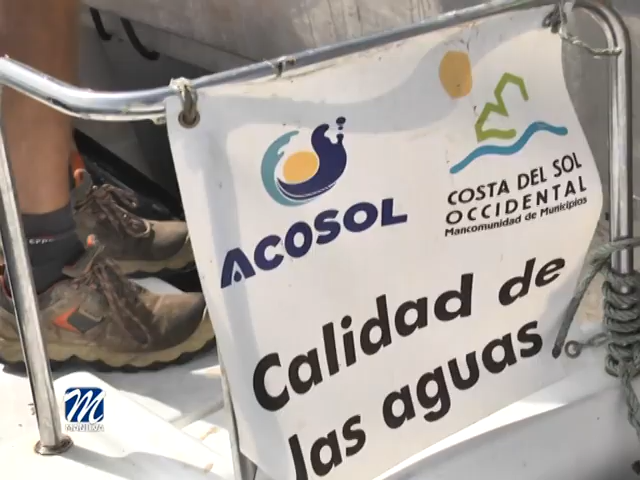 ACOSOL
COSTA DEL SOL
OCCIDENTAL
Mancomunidad de Municipios
Calidad de
las aguas
M